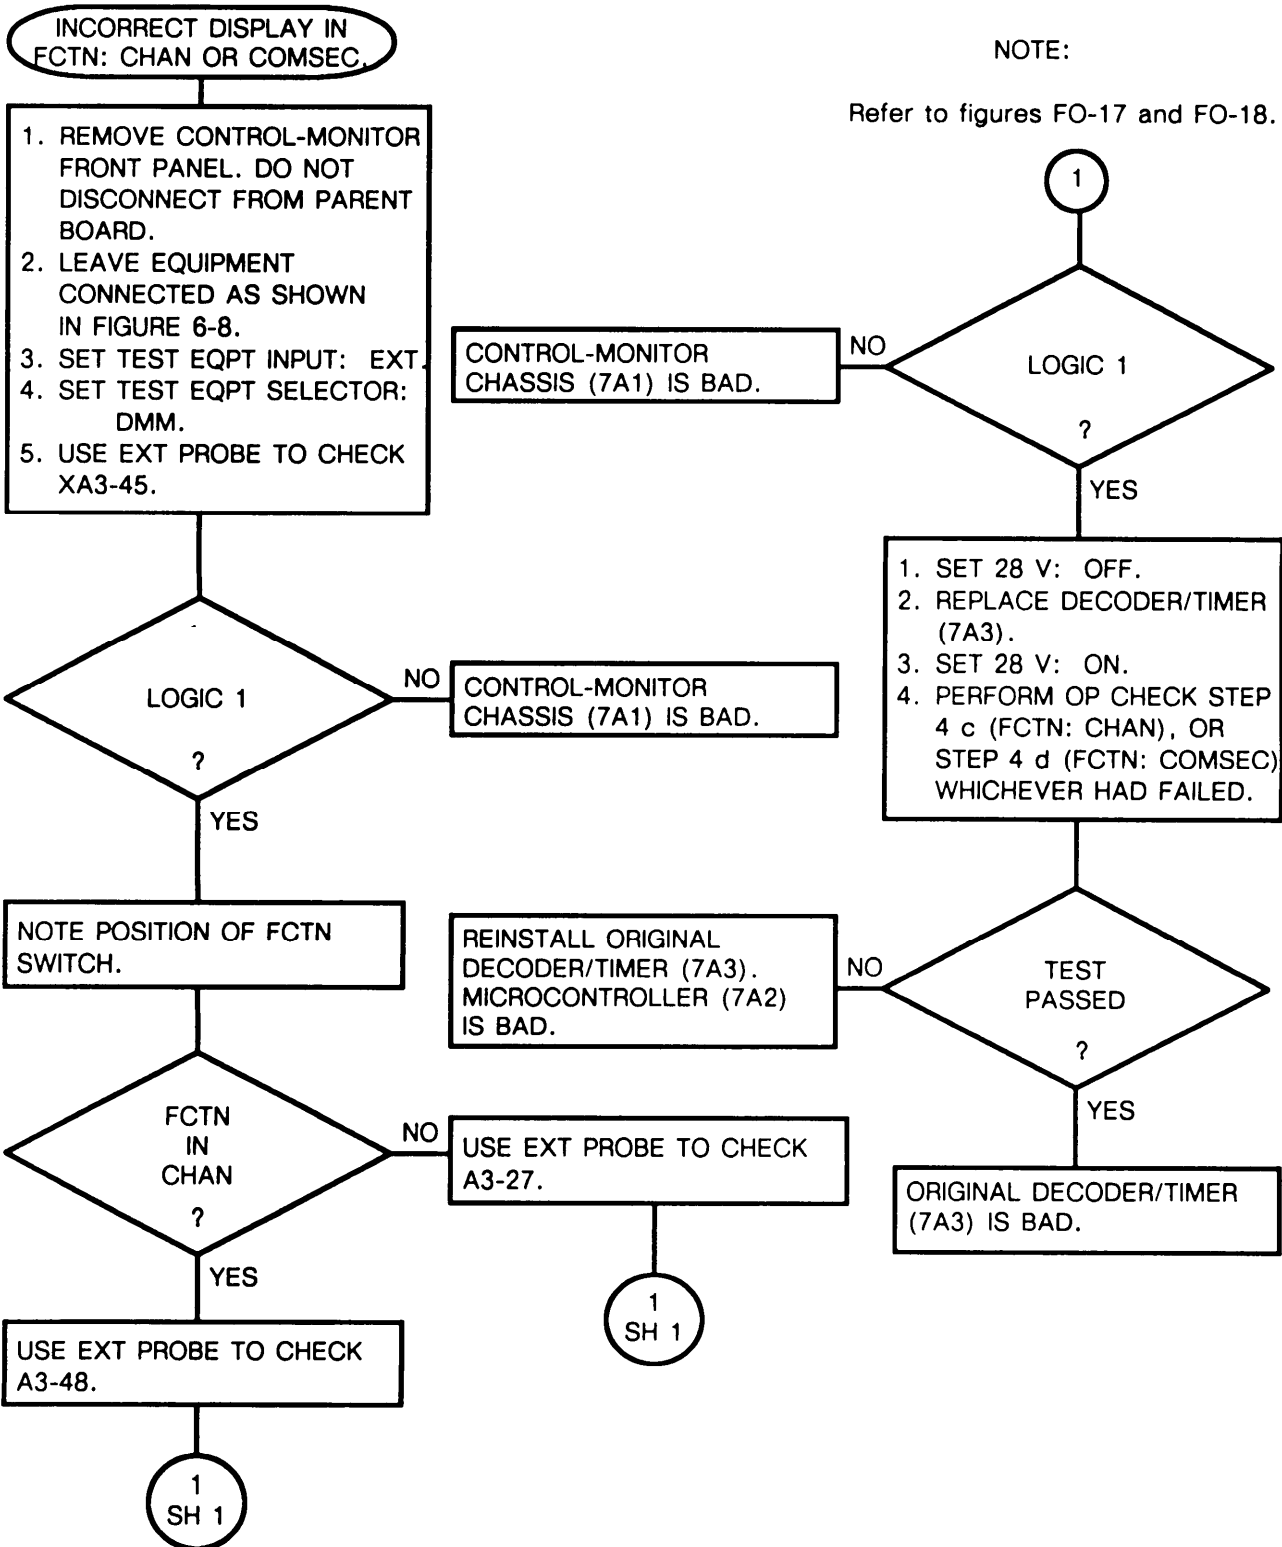 INCORRECT DISPLAY IN
FCTN: CHAN OR COMSEC.
1. REMOVE CONTROL-MONITOR
FRONT PANEL. DO NOT
DISCONNECT FROM PARENT
BOARD.
2. LEAVE EQUIPMENT
CONNECTED AS SHOWN
IN FIGURE 6-8.
3. SET TEST EQPT INPUT: EXT.
4. SET TEST EQPT SELECTOR:
DMM.
5. USE EXT PROBE TO CHECK
XA3-45.
LOGIC 1
?
NO
CONTROL-MONITOR
CHASSIS (7A1) IS BAD.
YES
NOTE POSITION OF FCTN
SWITCH.
FCTN
IN
CHAN
?
NO
USE EXT PROBE TO CHECK
A3-27.
1
SH 1
YES
USE EXT PROBE TO CHECK
A3-48.
1
SH 1
NOTE:
Refer to figures FO-17 and FO-18.
1
LOGIC 1
?
NO
CONTROL-MONITOR
CHASSIS (7A1) IS BAD.
YES
1. SET 28 V: OFF.
2. REPLACE DECODER/TIMER
(7A3).
3. SET 28 V: ON.
4. PERFORM OP CHECK STEP
4 c (FCTN: CHAN), OR
STEP 4 d (FCTN: COMSEC)
WHICHEVER HAD FAILED.
TEST
PASSED
?
NO
REINSTALL ORIGINAL
DECODER/TIMER (7A3).
MICROCONTROLLER (7A2)
IS BAD.
YES
ORIGINAL DECODER/TIMER
(7A3) IS BAD.